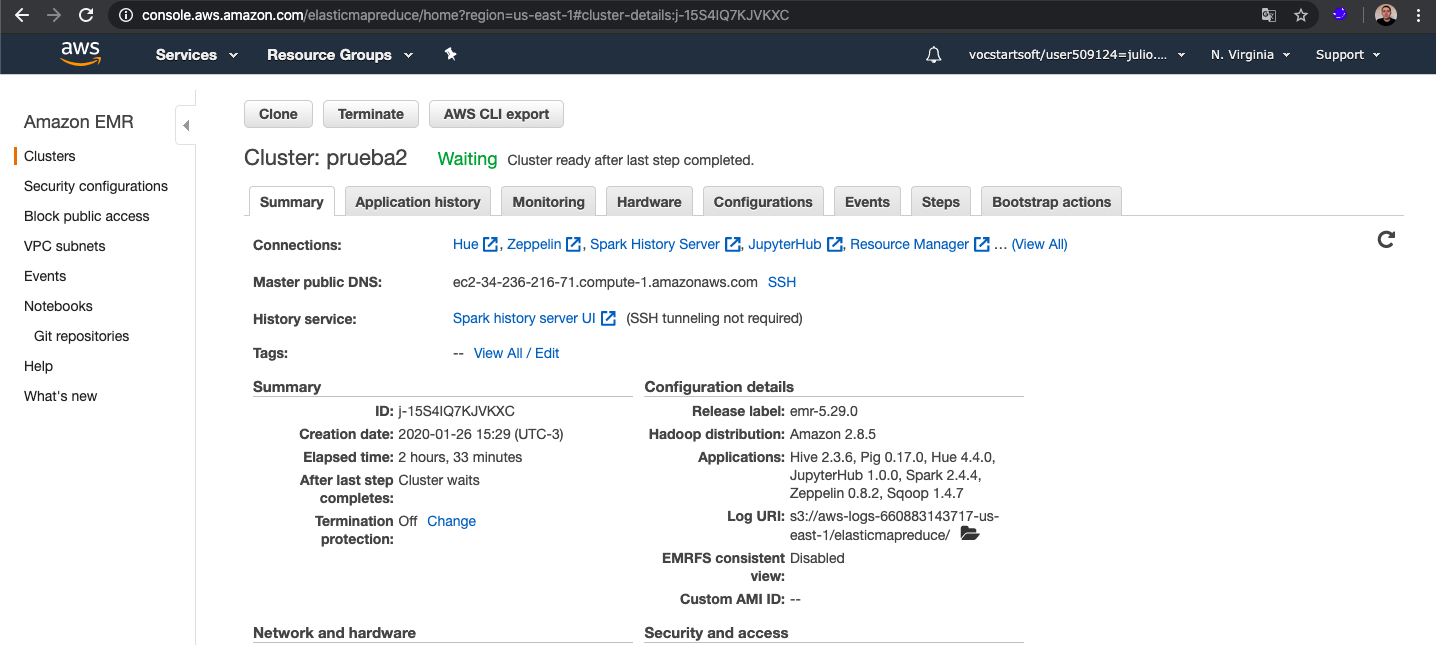 console.aws.amazon.com/elasticmapreduce/home?region=us-east-1#cluster-details:j-15S4IQ7KJVKXC
aws Services Resource Groups vocstartsoft/user509124=julio.... N. Virginia Support
Amazon EMR
Clusters
Security configurations
Block public access
VPC subnets
Events
Notebooks
Git repositories
Help
What's new
Clone Terminate AWS CLI export
Cluster: prueba2 Waiting Cluster ready after last step completed.
Summary Application history Monitoring Hardware Configurations Events Steps Bootstrap actions
Connections: Hue, Zeppelin, Spark History Server, JupyterHub, Resource Manager ... (View All)
Master public DNS: ec2-34-236-216-71.compute-1.amazonaws.com SSH
History service: Spark history server UI (SSH tunneling not required)
Tags: -- View All / Edit
Summary
ID: j-15S4IQ7KJVKXC
Creation date: 2020-01-26 15:29 (UTC-3)
Elapsed time: 2 hours, 33 minutes
After last step Cluster waits
completes:
Termination Off Change
protection:
Configuration details
Release label: emr-5.29.0
Hadoop distribution: Amazon 2.8.5
Applications: Hive 2.3.6, Pig 0.17.0, Hue 4.4.0,
JupyterHub 1.0.0, Spark 2.4.4,
Zeppelin 0.8.2, Sqoop 1.4.7
Log URI: s3://aws-logs-660883143717-us-
east-1/elasticmapreduce/
EMRFS consistent Disabled
view:
Custom AMI ID: --
Network and hardware
Security and access